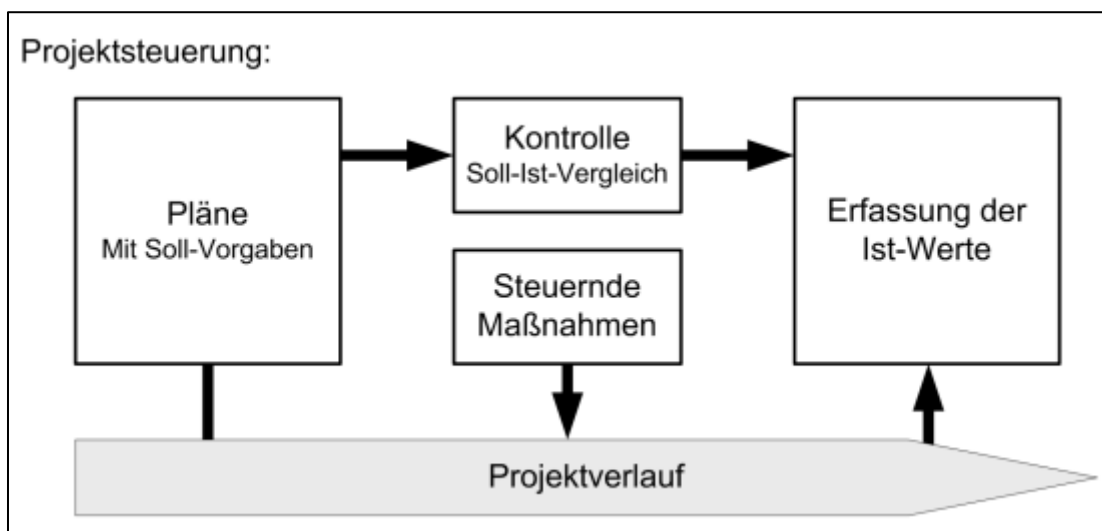 Projektsteuerung:
Pläne
Mit Soll-Vorgaben
Kontrolle
Soll-Ist-Vergleich
Steuernde
Maßnahmen
Erfassung der
Ist-Werte
Projektverlauf